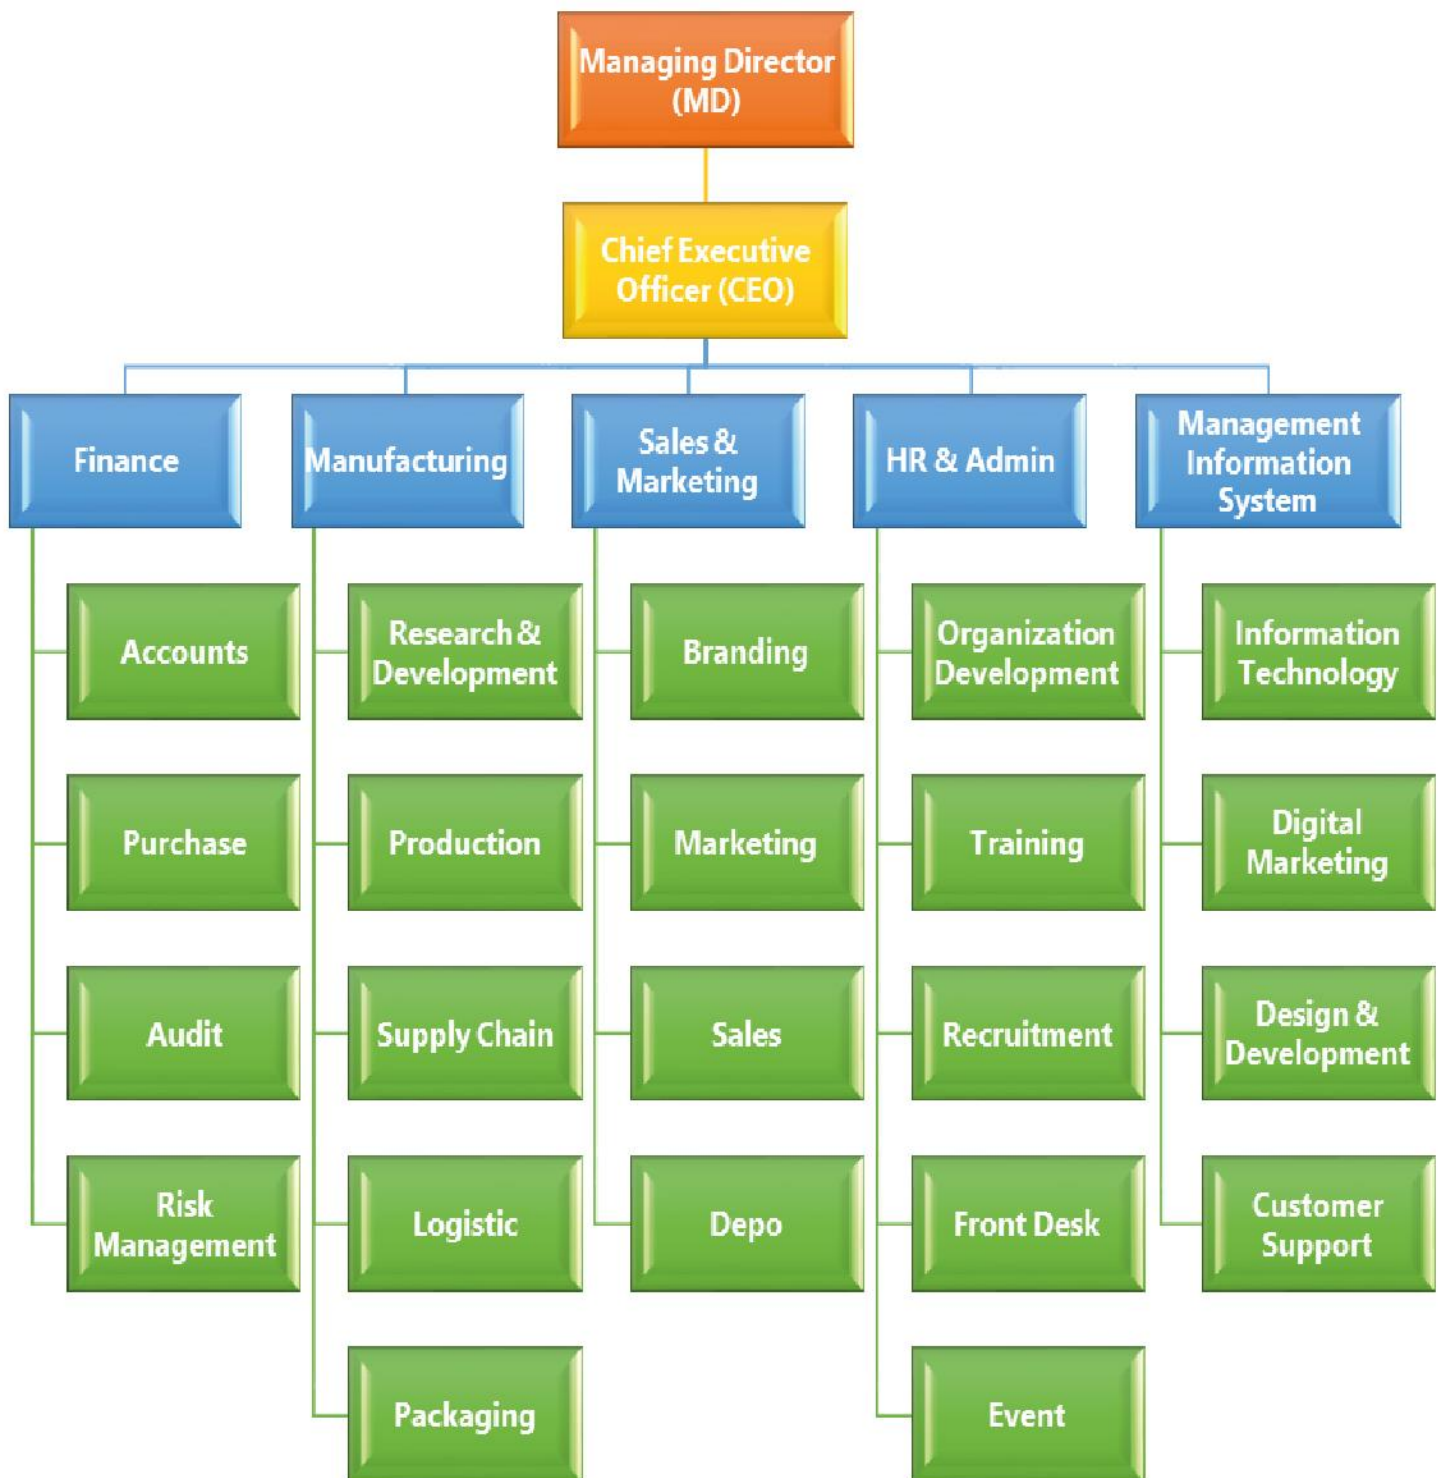 Managing Director
(MD)
Chief Executive
Officer (CEO)
Finance
Manufacturing
Sales &
Marketing
HR & Admin
Management
Information
System
Accounts
Research &
Development
Branding
Organization
Development
Information
Technology
Purchase
Production
Marketing
Training
Digital
Marketing
Audit
Supply Chain
Sales
Recruitment
Design &
Development
Risk
Management
Logistic
Depo
Front Desk
Customer
Support
Packaging
Event